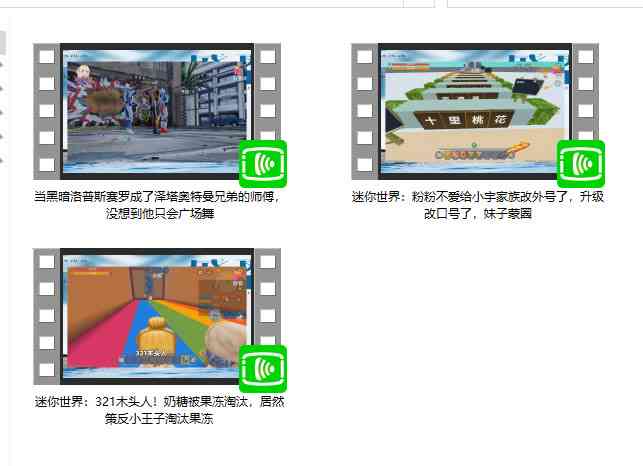 十里桃花
当黑暗洛普斯赛罗成了泽塔奥特曼兄弟的师傅，
没想到他只会广场舞
迷你世界：粉粉不爱给小宇家族改外号了，升级
改口号了，妹子蒙圈
321木头人
迷你世界：321木头人！奶糖被果冻淘汰，居然
策反小王子淘汰果冻